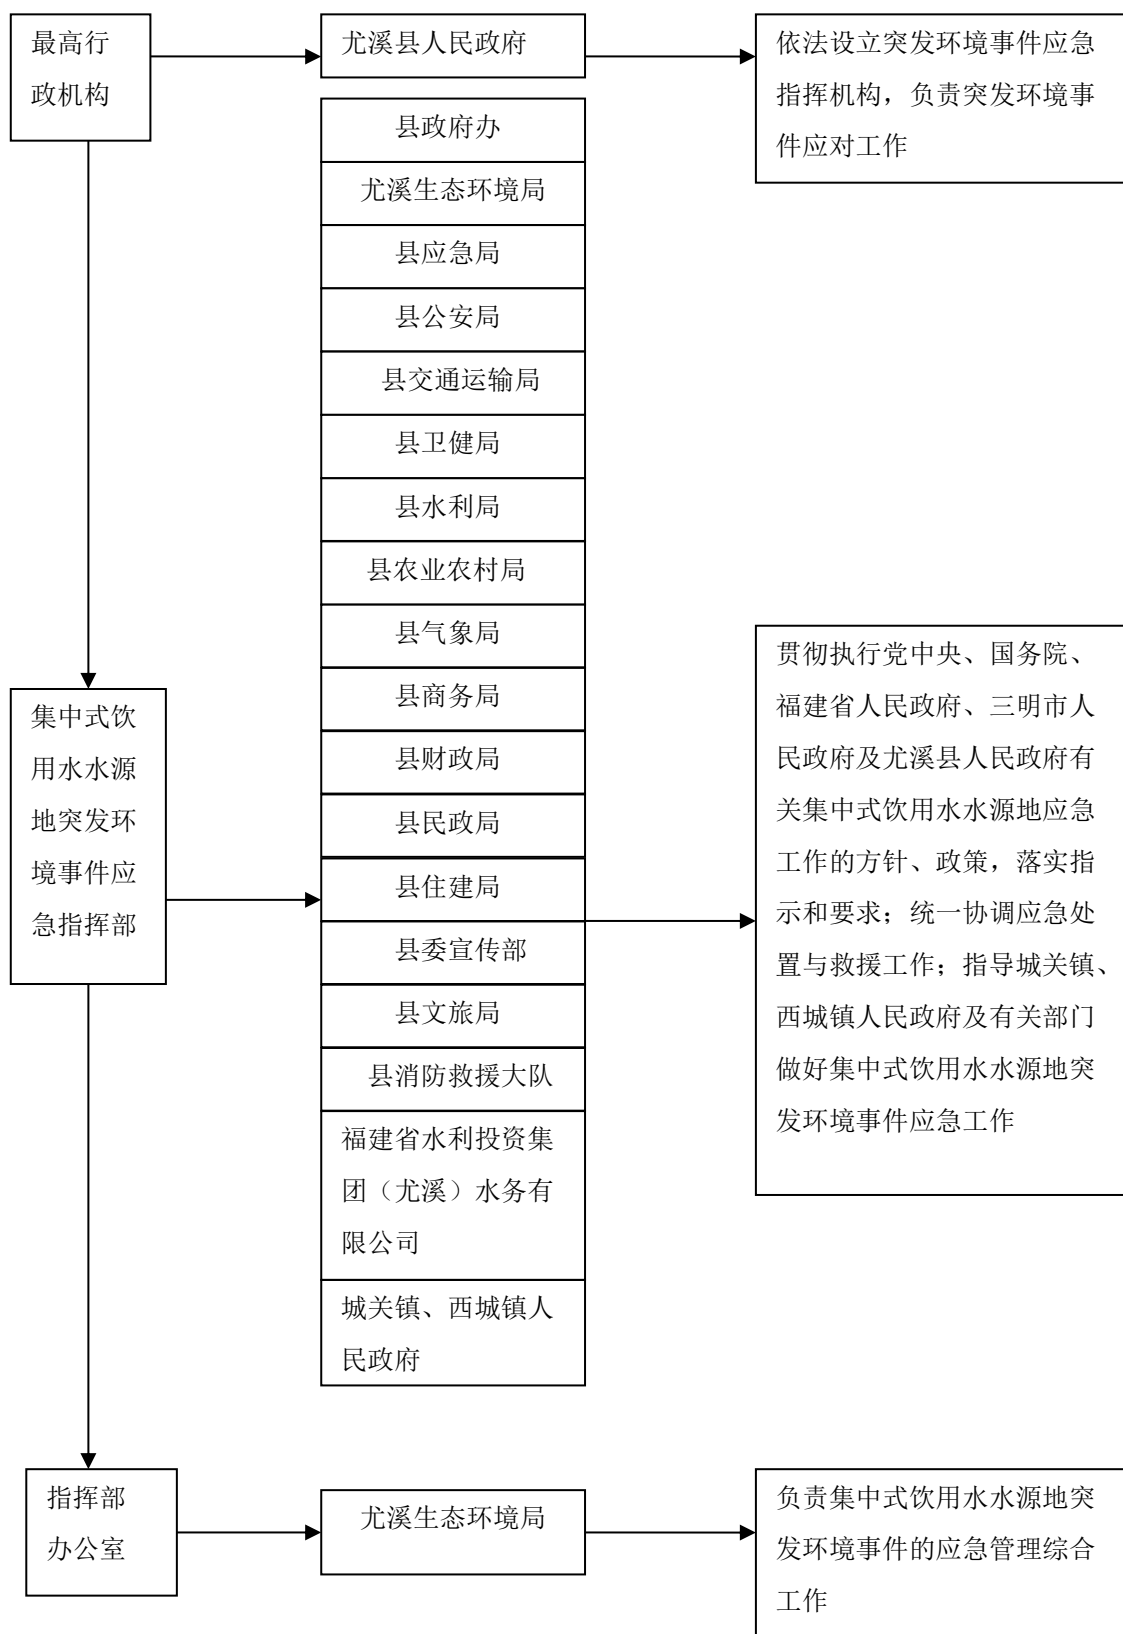 最高行
政机构
尤溪县人民政府
依法设立突发环境事件应急
指挥机构，负责突发环境事
件应对工作
县政府办
尤溪生态环境局
县应急局
县公安局
县交通运输局
县卫健局
县水利局
县农业农村局
县气象局
县商务局
县财政局
县民政局
县住建局
县委宣传部
县文旅局
县消防救援大队
福建省水利投资集
团（尤溪）水务有
限公司
城关镇、西城镇人
民政府
集中式饮
用水水源
地突发环
境事件应
急指挥部
贯彻执行党中央、国务院、
福建省人民政府、三明市人
民政府及尤溪县人民政府有
关集中式饮用水水源地应急
工作的方针、政策，落实指
示和要求；统一协调应急处
置与救援工作；指导城关镇、
西城镇人民政府及有关部门
做好集中式饮用水水源地突
发环境事件应急工作
指挥部
办公室
尤溪生态环境局
负责集中式饮用水水源地突
发环境事件的应急管理综合
工作